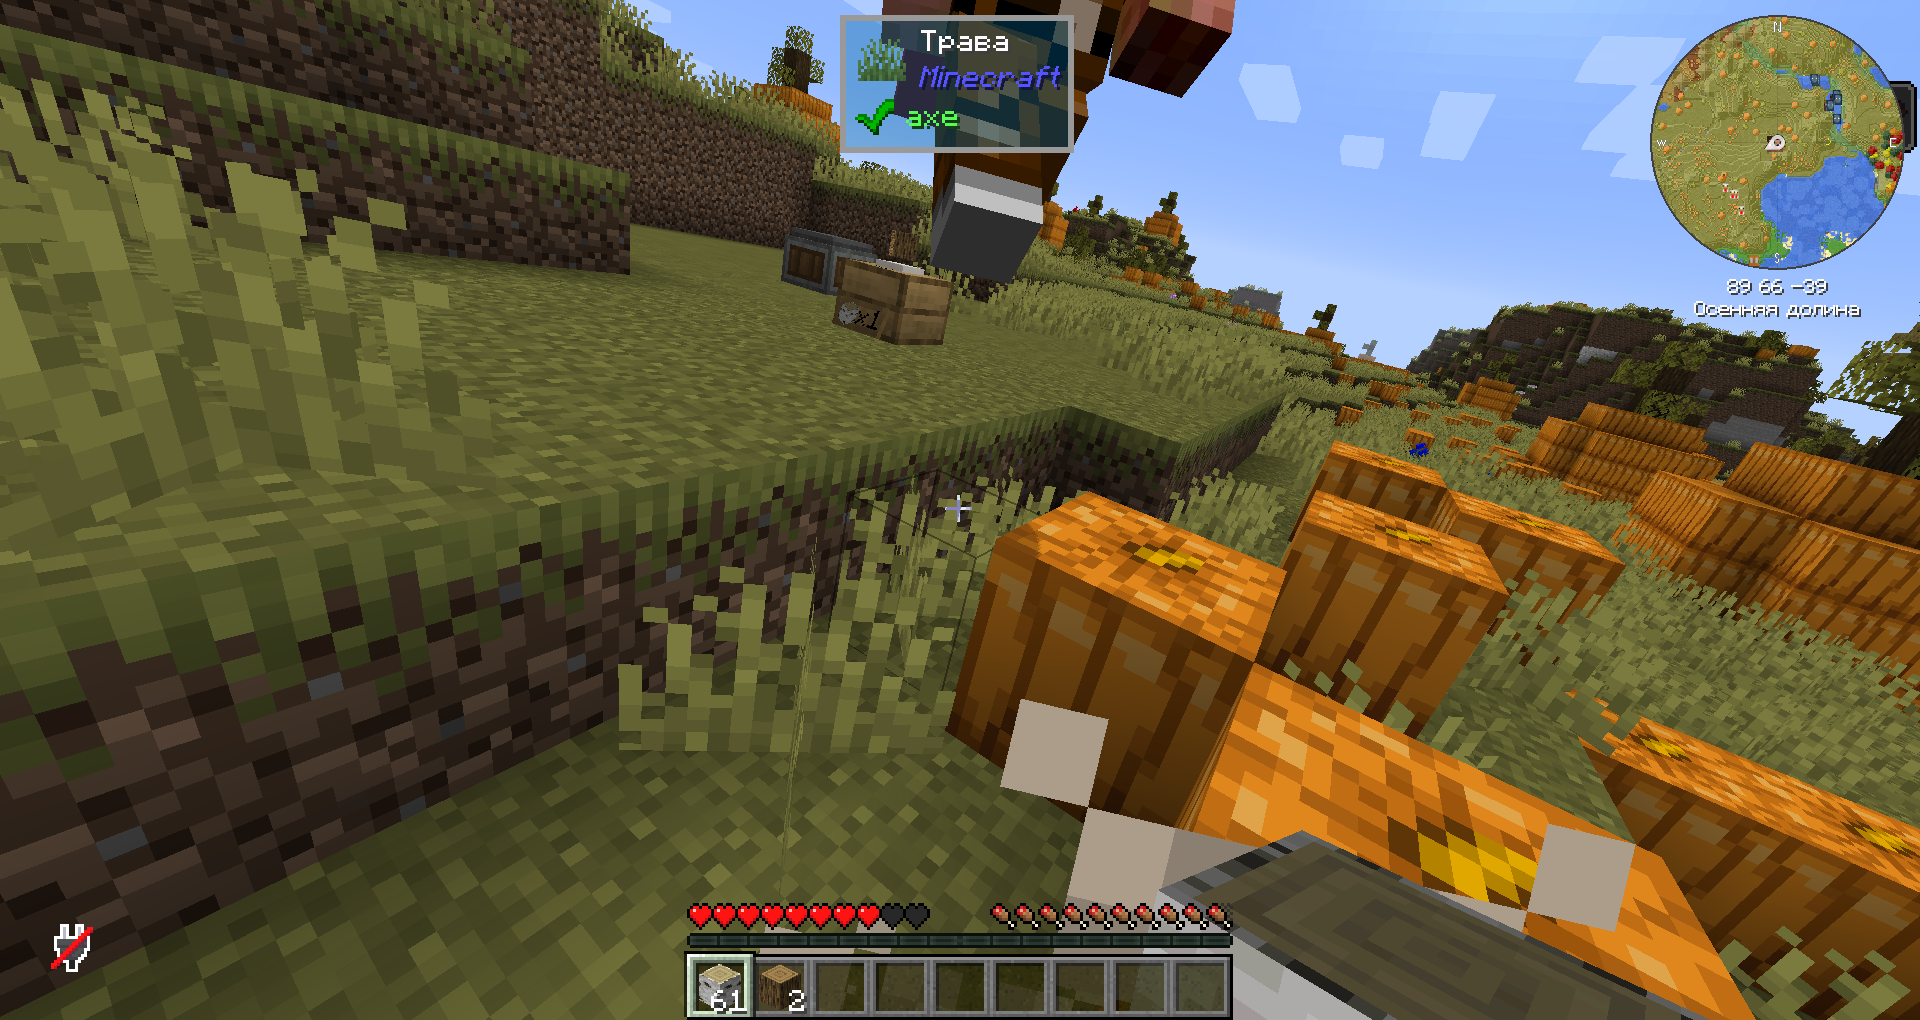 Трава
Minecraft
axe
N
W
E
S
89 66 -39
Осенняя долина
x1
61
2